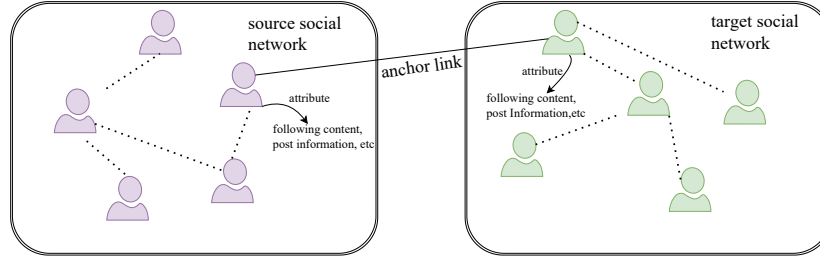 source social
network
attribute
following content,
post information, etc
anchor link
target social
network
attribute
following content,
post Information,etc